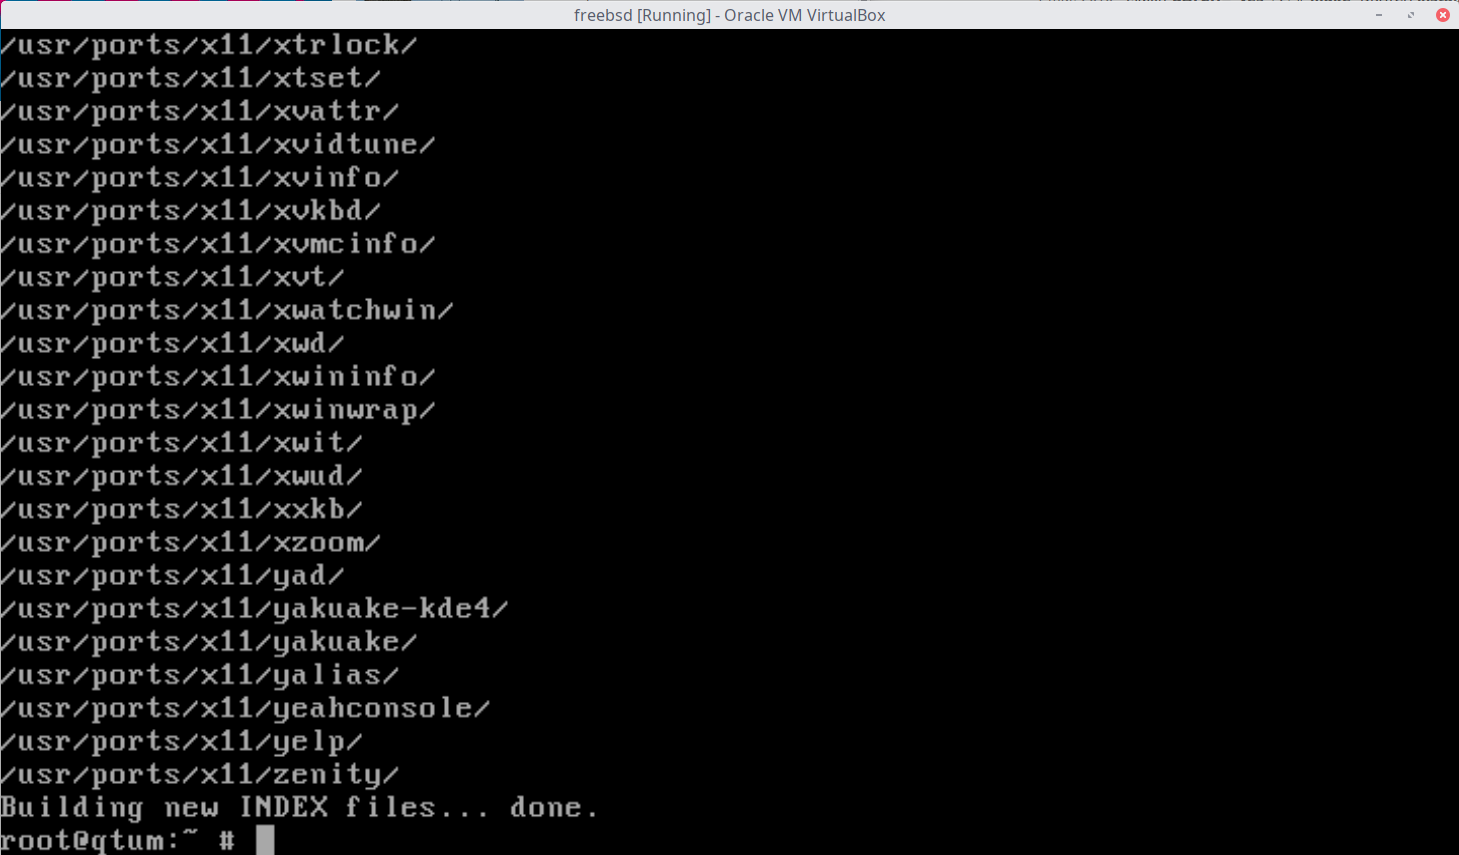 freebsd [Running] - Oracle VM VirtualBox
/usr/ports/x11/xtrlock/
/usr/ports/x11/xtset/
/usr/ports/x11/xvattr/
/usr/ports/x11/xvidtune/
/usr/ports/x11/xvinfo/
/usr/ports/x11/xvkbd/
/usr/ports/x11/xvmcinfo/
/usr/ports/x11/xvt/
/usr/ports/x11/xwatchwin/
/usr/ports/x11/xwd/
/usr/ports/x11/xwininfo/
/usr/ports/x11/xwinwrap/
/usr/ports/x11/xwit/
/usr/ports/x11/xwud/
/usr/ports/x11/xxkb/
/usr/ports/x11/xzoom/
/usr/ports/x11/yad/
/usr/ports/x11/yakuake-kde4/
/usr/ports/x11/yakuake/
/usr/ports/x11/yalias/
/usr/ports/x11/yeahconsole/
/usr/ports/x11/yelp/
/usr/ports/x11/zenity/
Building new INDEX files... done.
root@qtum:~ #